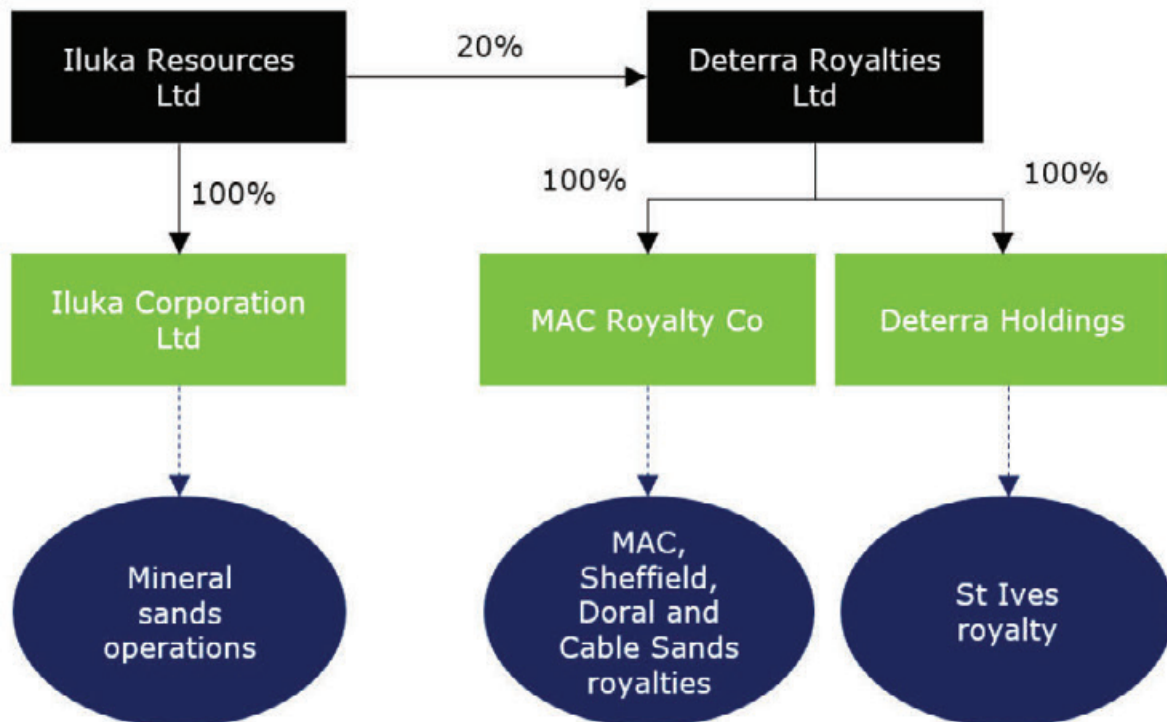 Iluka Resources
Ltd
20%
Deterra Royalties
Ltd
100%
100%
100%
Iluka Corporation
Ltd
MAC Royalty Co
Deterra Holdings
Mineral
sands
operations
MAC,
Sheffield,
Doral and
Cable Sands
royalties
St Ives
royalty